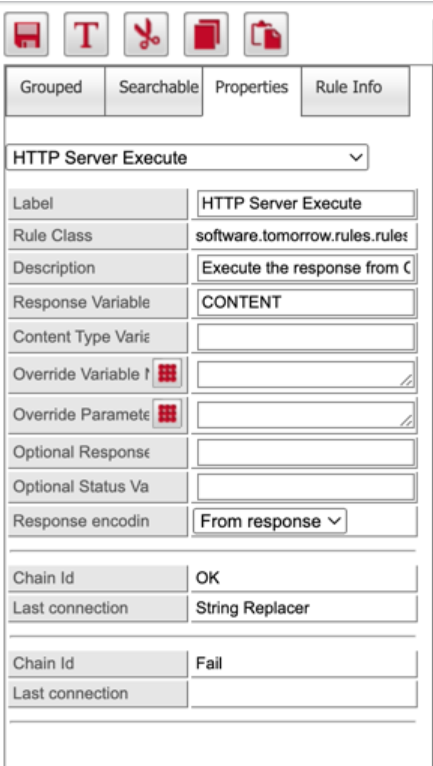 T
Grouped Searchable Properties Rule Info
HTTP Server Execute
Label HTTP Server Execute
Rule Class software.tomorrow.rules.rules
Description Execute the response from
Response Variable CONTENT
Content Type Varia
Override Variable
Override Paramete
Optional Response
Optional Status Va
Response encodin From response
Chain Id OK
Last connection String Replacer
Chain Id Fail
Last connection